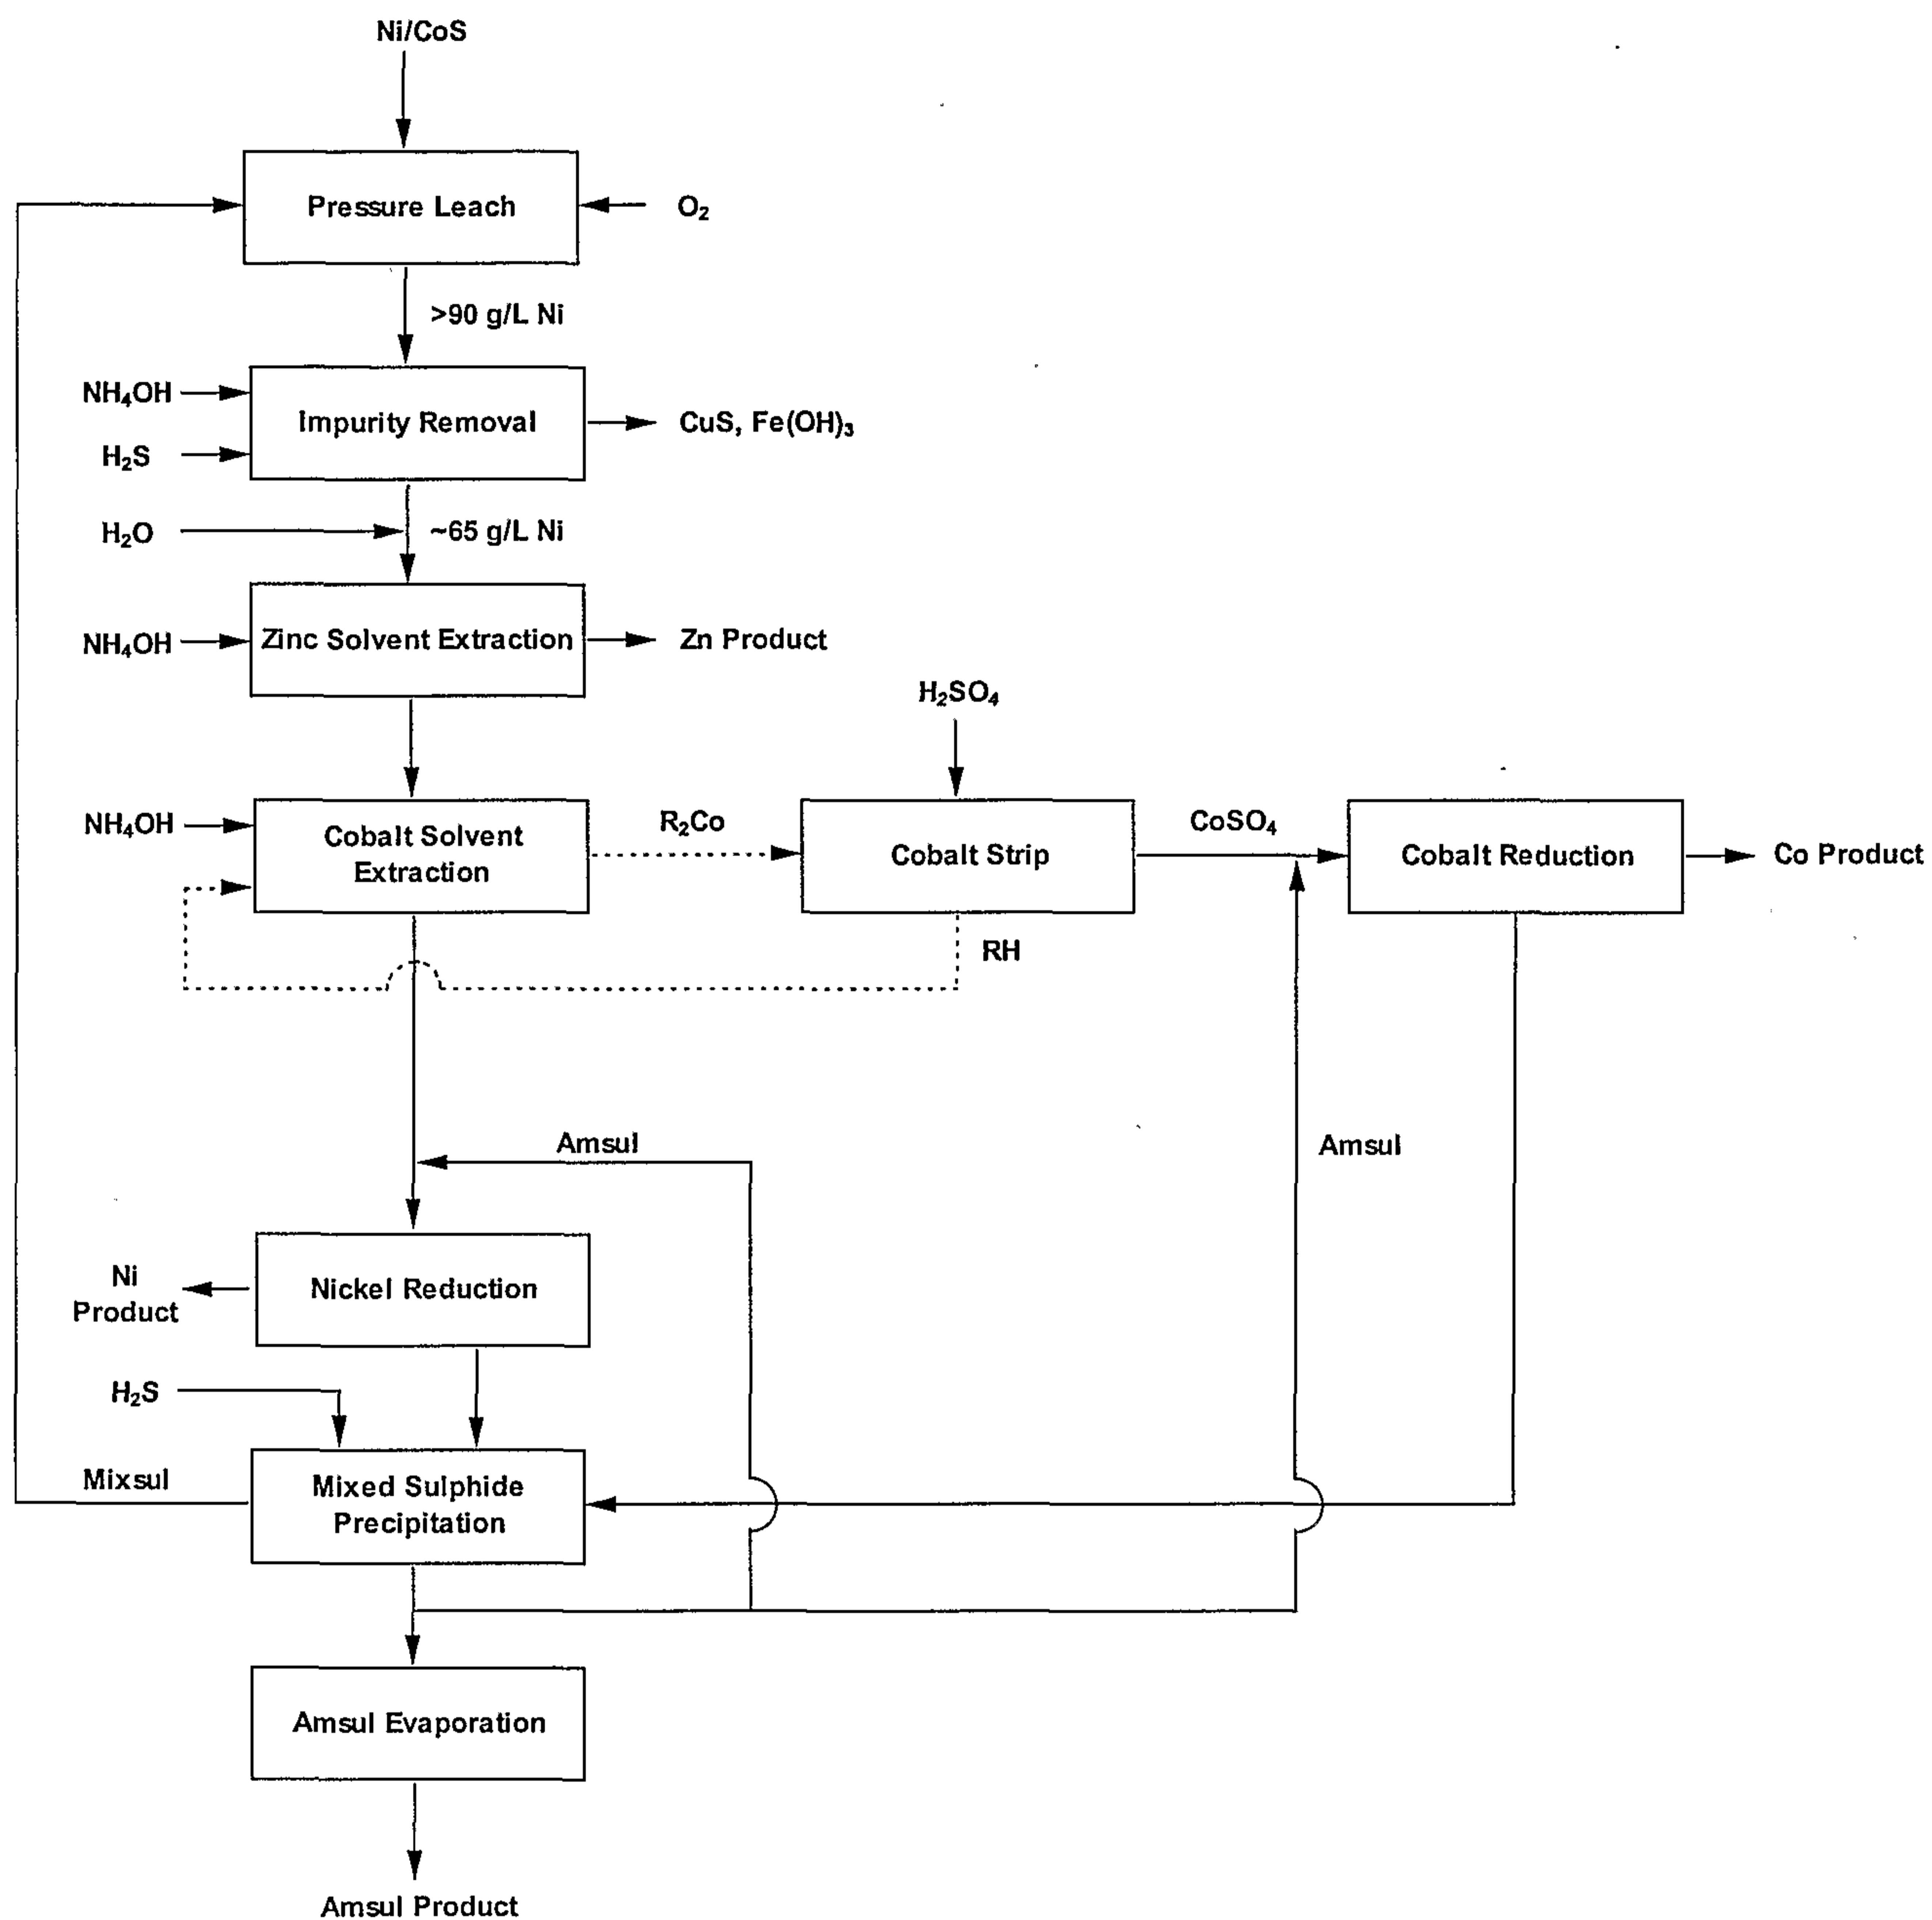 Ni/CoS
Pressure Leach
O₂
>90 g/L Ni
NH₄OH
Impurity Removal
CuS, Fe(OH)₃
H₂S
H₂O
~65 g/L Ni
NH₄OH
Zinc Solvent Extraction
Zn Product
H₂SO₄
NH₄OH
Cobalt Solvent
Extraction
R₂Co
Cobalt Strip
CoSO₄
Cobalt Reduction
Co Product
RH
Amsul
Amsul
Ni
Product
Nickel Reduction
H₂S
Mixsul
Mixed Sulphide
Precipitation
Amsul Evaporation
Amsul Product